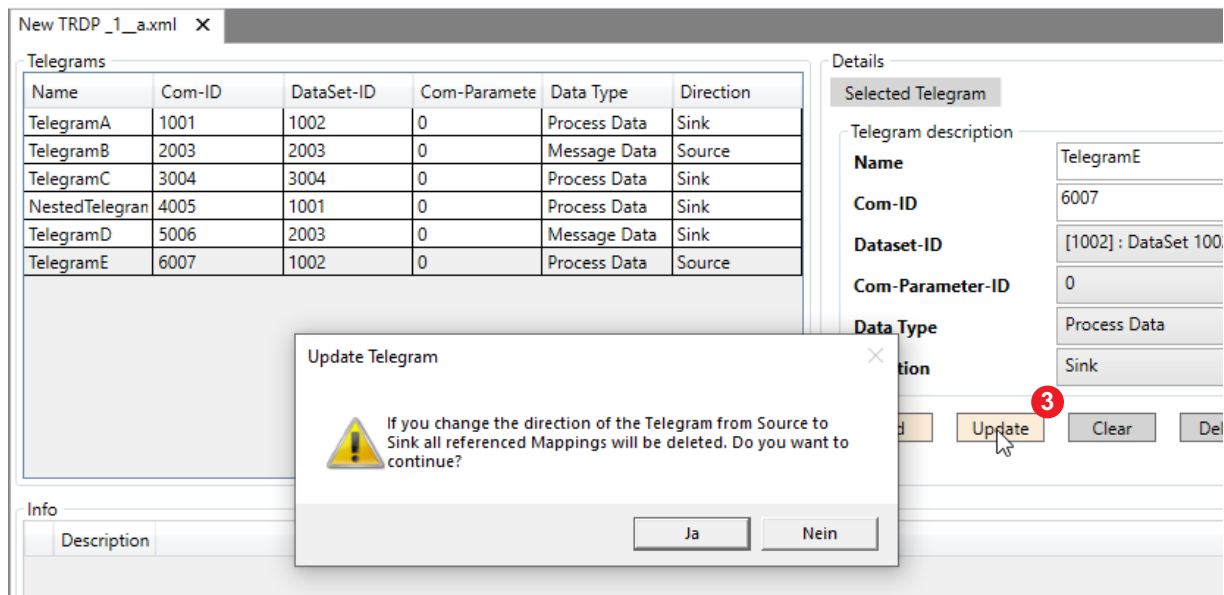 New TRDP _1__a.xml X
Telegrams
Name Com-ID DataSet-ID Com-Paramete Data Type Direction
TelegramA 1001 1002 0 Process Data Sink
TelegramB 2003 2003 0 Message Data Source
TelegramC 3004 3004 0 Process Data Sink
NestedTelegran 4005 1001 0 Process Data Sink
TelegramD 5006 2003 0 Message Data Sink
TelegramE 6007 1002 0 Process Data Source
Details
Selected Telegram
Telegram description
Name TelegramE
Com-ID 6007
Dataset-ID [1002] : DataSet 1002
Com-Parameter-ID 0
Data Type Process Data
tion Sink
3
d Update Clear Del
Update Telegram
If you change the direction of the Telegram from Source to
Sink all referenced Mappings will be deleted. Do you want to
continue?
Ja Nein
Info
Description